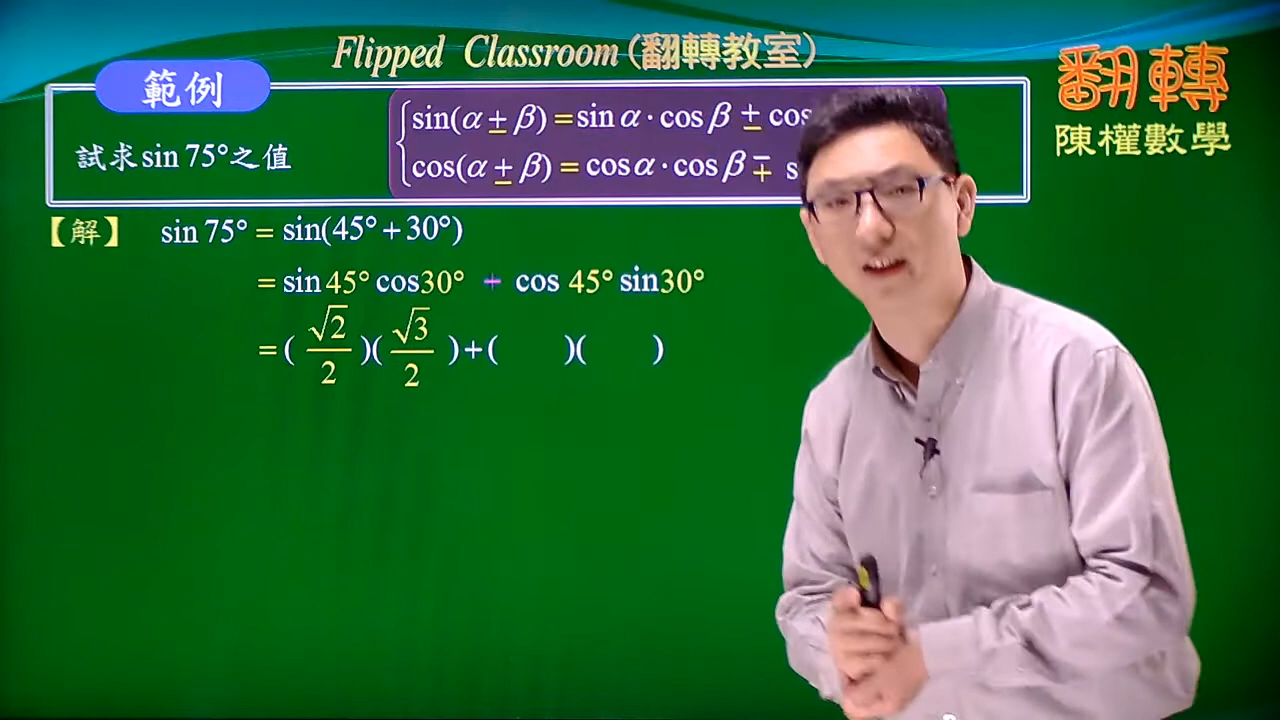 Flipped Classroom(翻轉教室)
翻轉
陳權數學
範例
試求sin 75°之值
sin(α ± β) = sin α · cos β ± cos
cos(α ± β) = cos α · cos β ∓ s
【解】 sin 75° = sin(45° + 30°)
= sin 45° cos30° + cos 45° sin30°
= ( √2/2 )( √3/2 ) + ( )( )